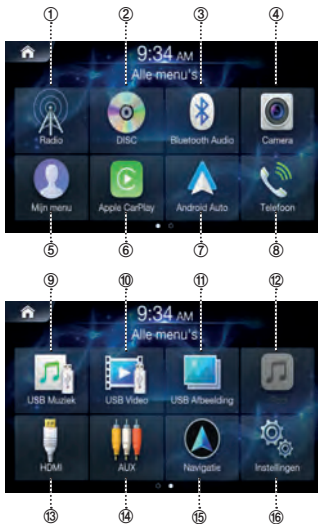 ① ② ③ ④
9:34 AM
Alle menu's
Radio DISC Bluetooth Audio Camera
Mijn menu Apple CarPlay Android Auto Telefoon
⑤ ⑥ ⑦ ⑧
⑨ ⑩ ⑪ ⑫
9:34 AM
Alle menu's
USB Muziek USB Video USB Afbeelding
HDMI AUX Navigatie Instellingen
⑬ ⑭ ⑮ ⑯